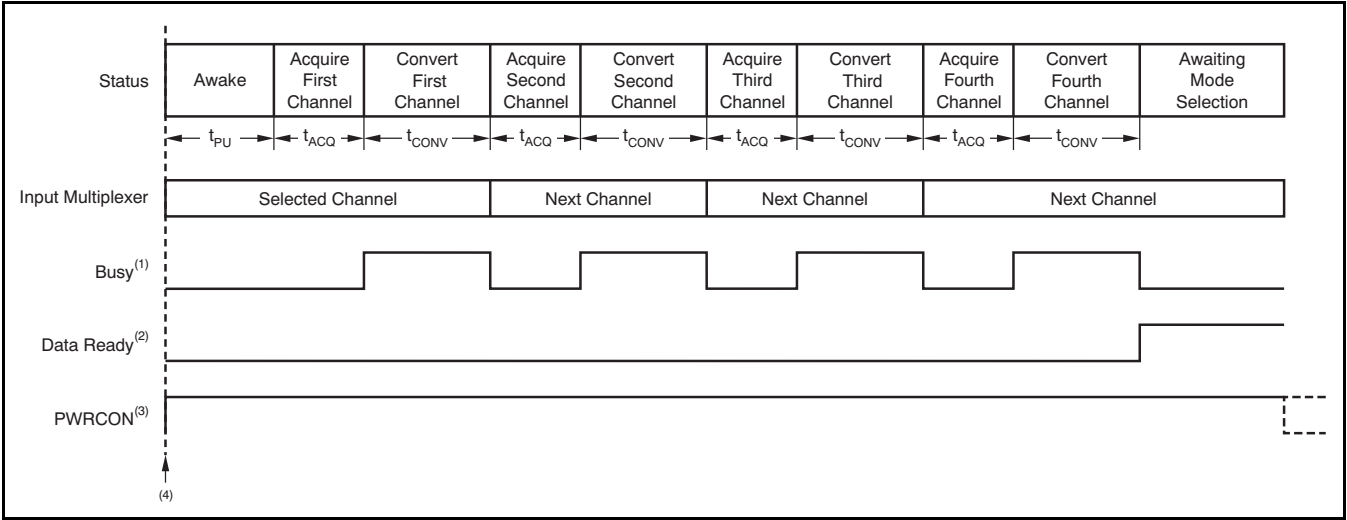 Status
Awake
Acquire
First
Channel
Convert
First
Channel
Acquire
Second
Channel
Convert
Second
Channel
Acquire
Third
Channel
Convert
Third
Channel
Acquire
Fourth
Channel
Convert
Fourth
Channel
Awaiting
Mode
Selection
tPU
tACQ
tCONV
tACQ
tCONV
tACQ
tCONV
tACQ
tCONV
Input Multiplexer
Selected Channel
Next Channel
Next Channel
Next Channel
Busy(1)
Data Ready(2)
PWRCON(3)
(4)